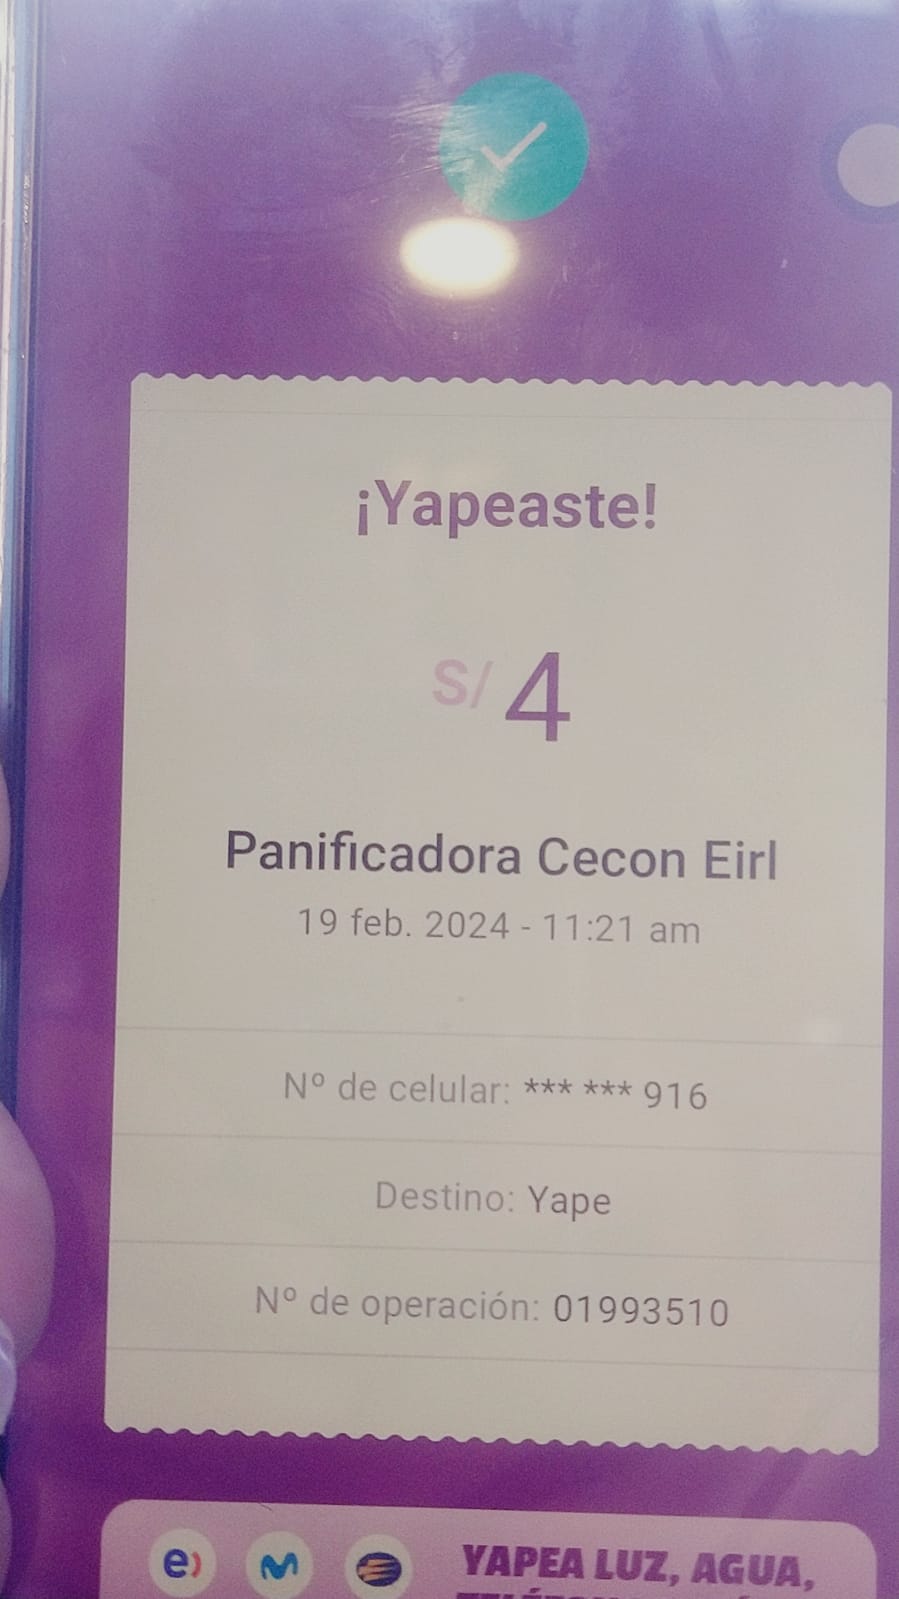 ¡Yapeaste!
S/ 4
Panificadora Cecon Eirl
19 feb. 2024 - 11:21 am
Nº de celular: *** *** 916
Destino: Yape
Nº de operación: 01993510
e)
YAPEA LUZ, AGUA,